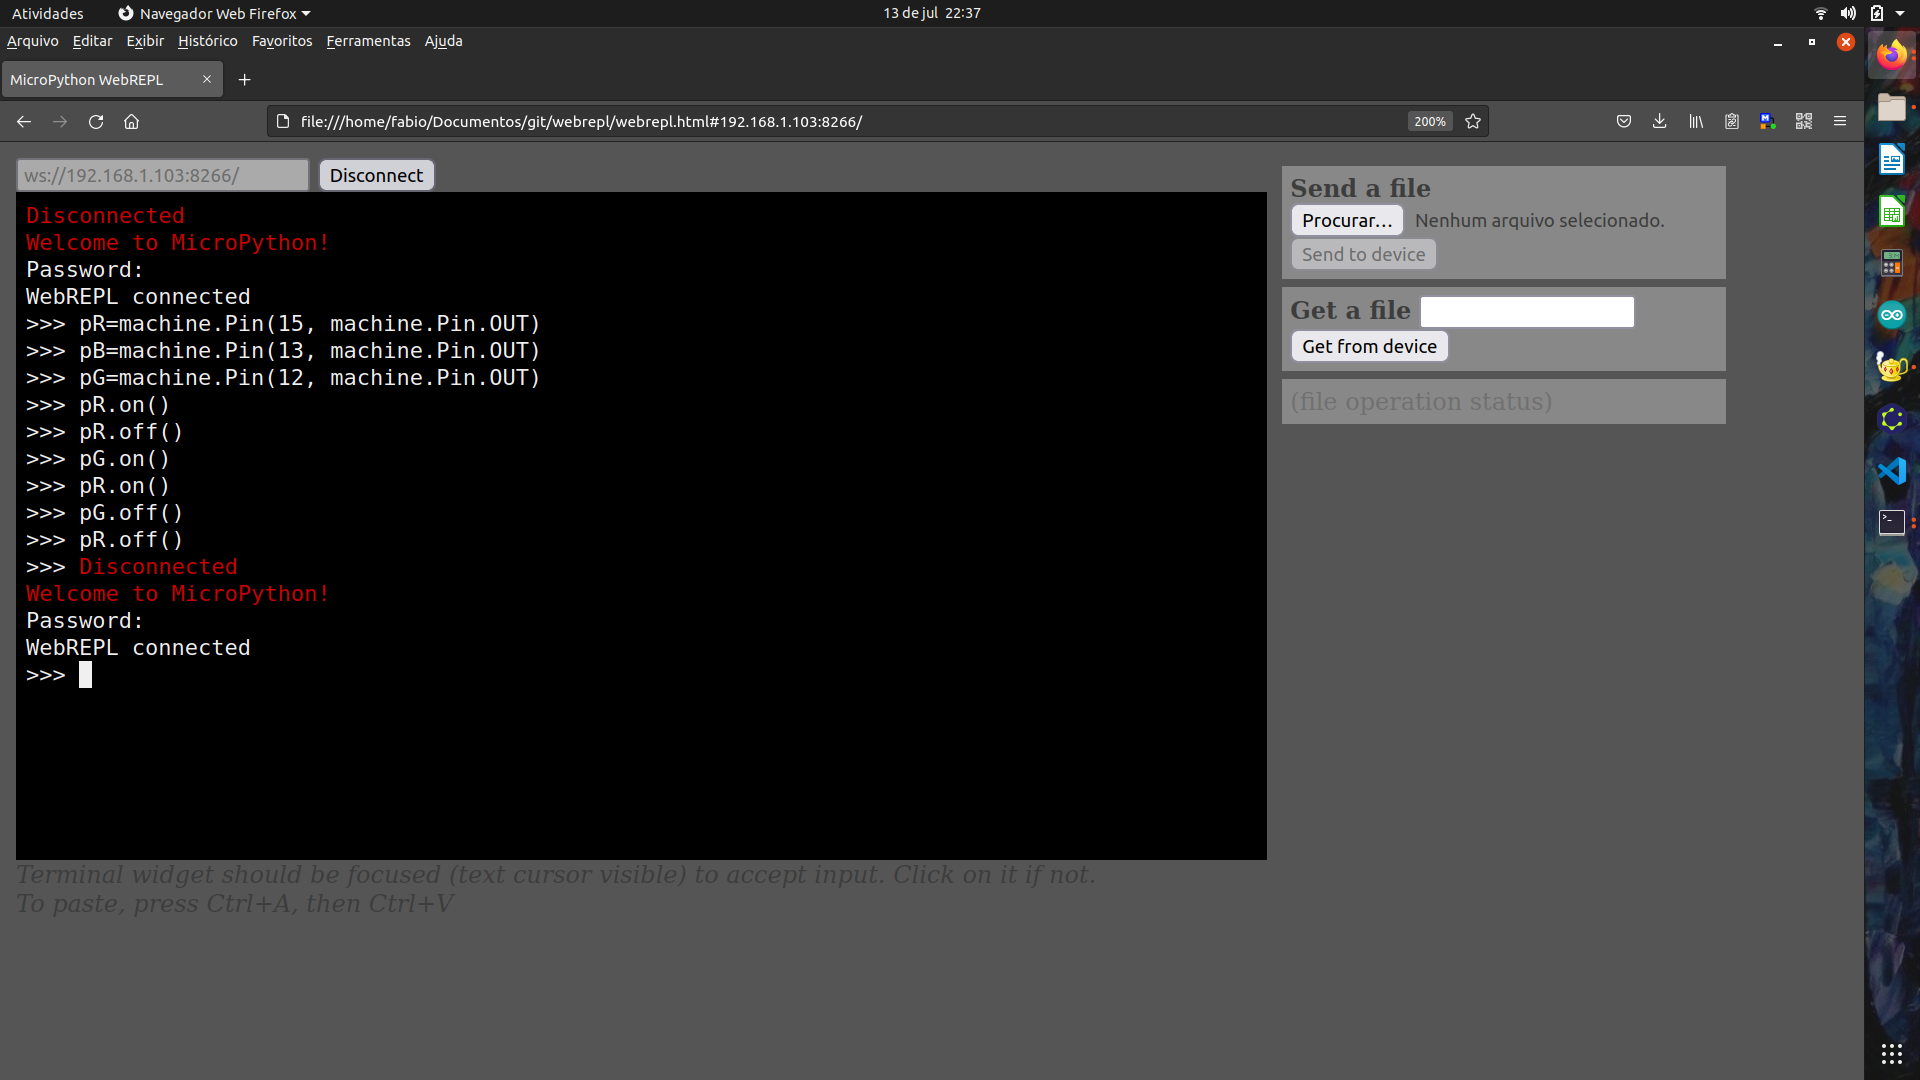 Atividades Navegador Web Firefox 13 de jul 22:37
Arquivo Editar Exibir Histórico Favoritos Ferramentas Ajuda
MicroPython WebREPL
file:///home/fabio/Documentos/git/webrepl/webrepl.html#192.168.1.103:8266/ 200%
ws://192.168.1.103:8266/ Disconnect
Disconnected
Welcome to MicroPython!
Password:
WebREPL connected
>>> pR=machine.Pin(15, machine.Pin.OUT)
>>> pB=machine.Pin(13, machine.Pin.OUT)
>>> pG=machine.Pin(12, machine.Pin.OUT)
>>> pR.on()
>>> pR.off()
>>> pG.on()
>>> pR.on()
>>> pG.off()
>>> pR.off()
>>> Disconnected
Welcome to MicroPython!
Password:
WebREPL connected
>>>
Terminal widget should be focused (text cursor visible) to accept input. Click on it if not.
To paste, press Ctrl+A, then Ctrl+V
Send a file
Procurar... Nenhum arquivo selecionado.
Send to device
Get a file
Get from device
(file operation status)